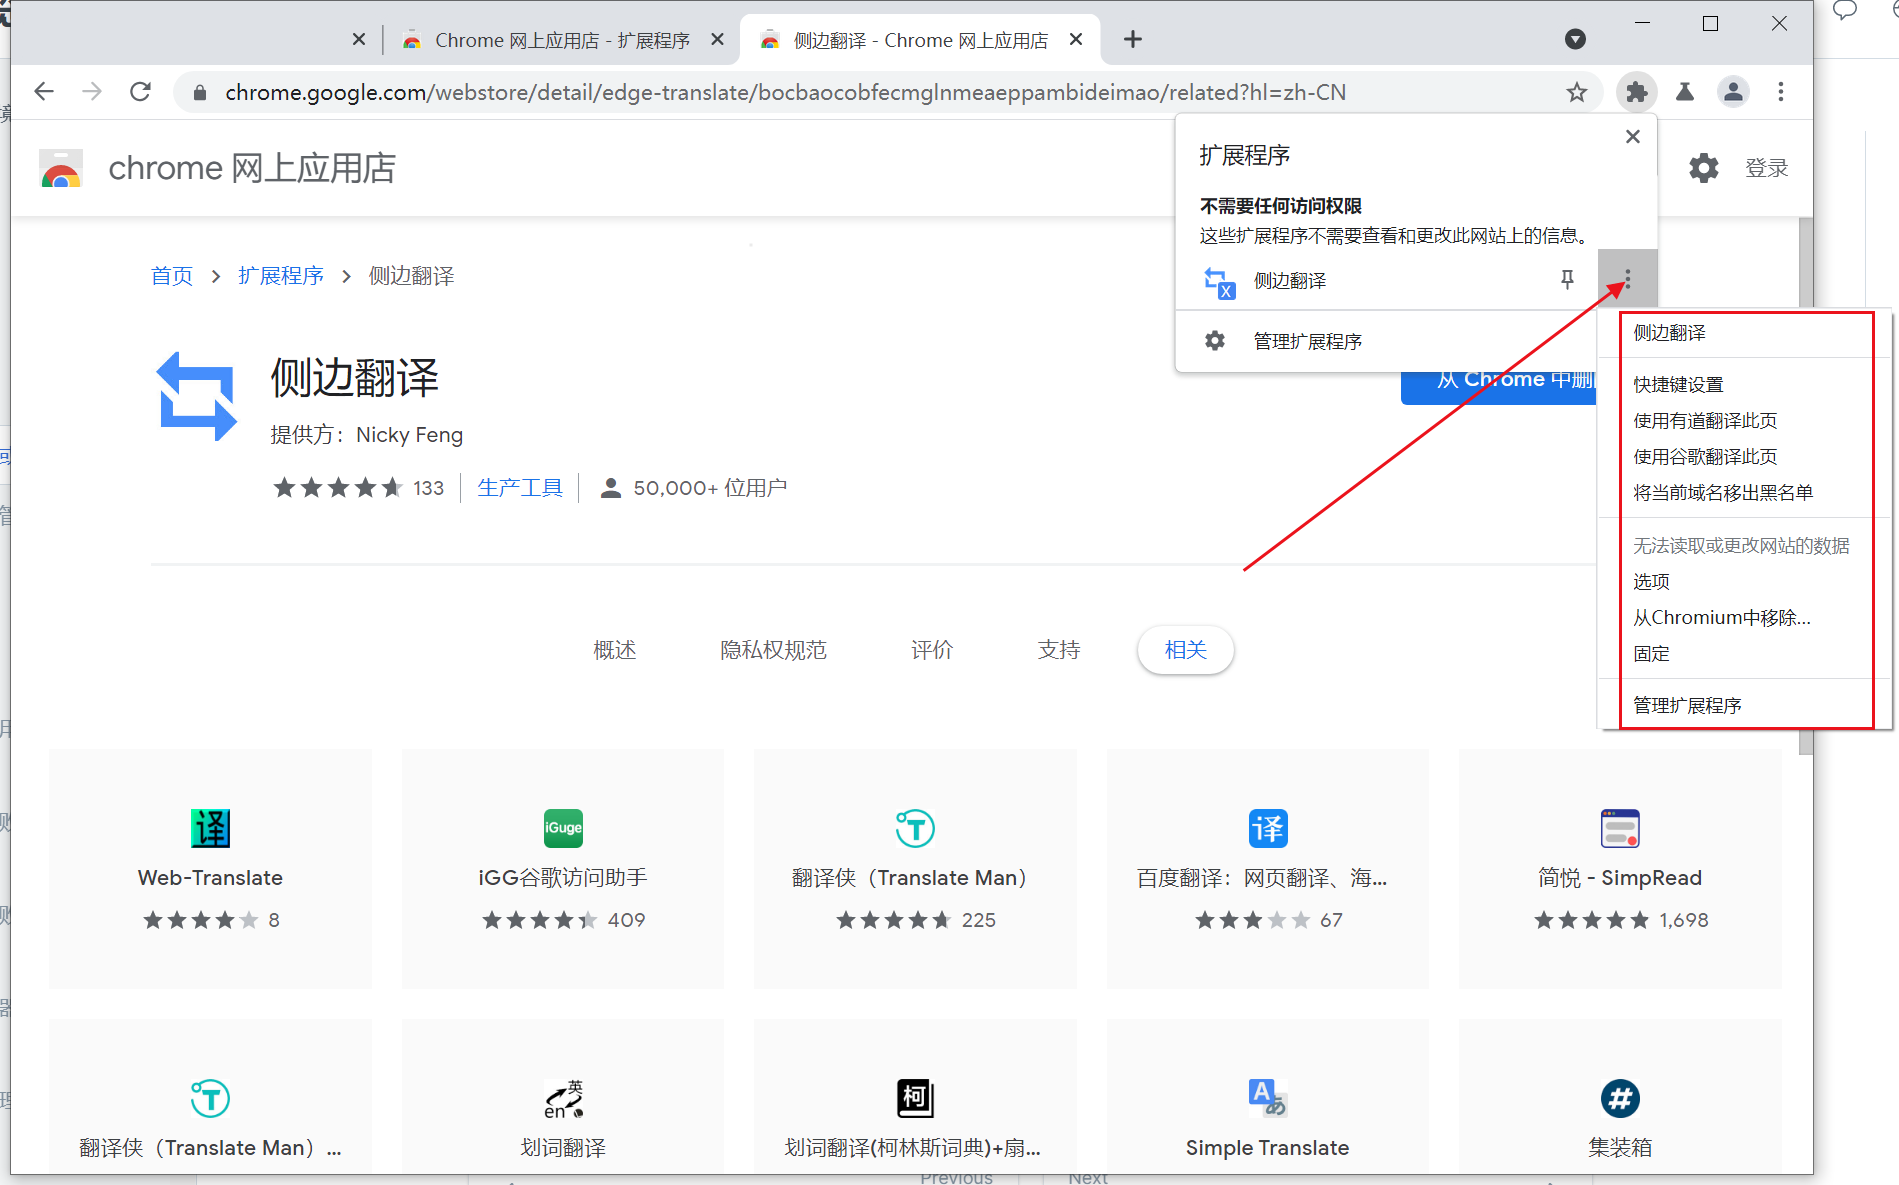 Chrome 网上应用店 - 扩展程序
侧边翻译 - Chrome 网上应用店
chrome.google.com/webstore/detail/edge-translate/bocbaocobfecmglnmeaeppambideimao/related?hl=zh-CN
chrome 网上应用店
登录
扩展程序
不需要任何访问权限
这些扩展程序不需要查看和更改此网站上的信息。
侧边翻译
管理扩展程序
侧边翻译
快捷键设置
使用有道翻译此页
使用谷歌翻译此页
将当前域名移出黑名单
无法读取或更改网站的数据
选项
从Chromium中移除...
固定
管理扩展程序
首页 > 扩展程序 > 侧边翻译
侧边翻译
从 Chrome 中删
提供方：Nicky Feng
133
生产工具
50,000+ 位用户
概述
隐私权规范
评价
支持
相关
译
Web-Translate
8
iGuge
iGG谷歌访问助手
409
T
翻译侠（Translate Man）
225
译
百度翻译：网页翻译、海...
67
简悦 - SimpRead
1,698
T
翻译侠（Translate Man）...
英
en
划词翻译
柯
划词翻译(柯林斯词典)+扇...
A
あ
Simple Translate
#
集装箱
Previous
Next